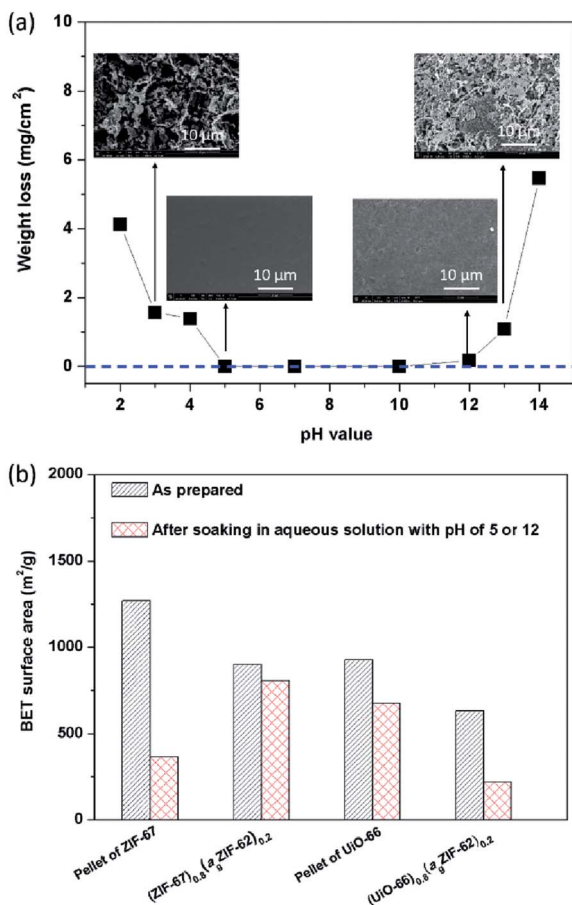 (a)
10
8
6
4
2
0
Weight loss (mg/cm²)
10 μm
10 μm
10 μm
10 μm
2 4 6 8 10 12 14
pH value
(b)
2000
1500
1000
500
0
BET surface area (m²/g)
As prepared
After soaking in aqueous solution with pH of 5 or 12
Pellet of ZIF-67
(ZIF-67)₀.₈(agZIF-62)₀.₂
Pellet of UiO-66
(UiO-66)₀.₈(agZIF-62)₀.₂